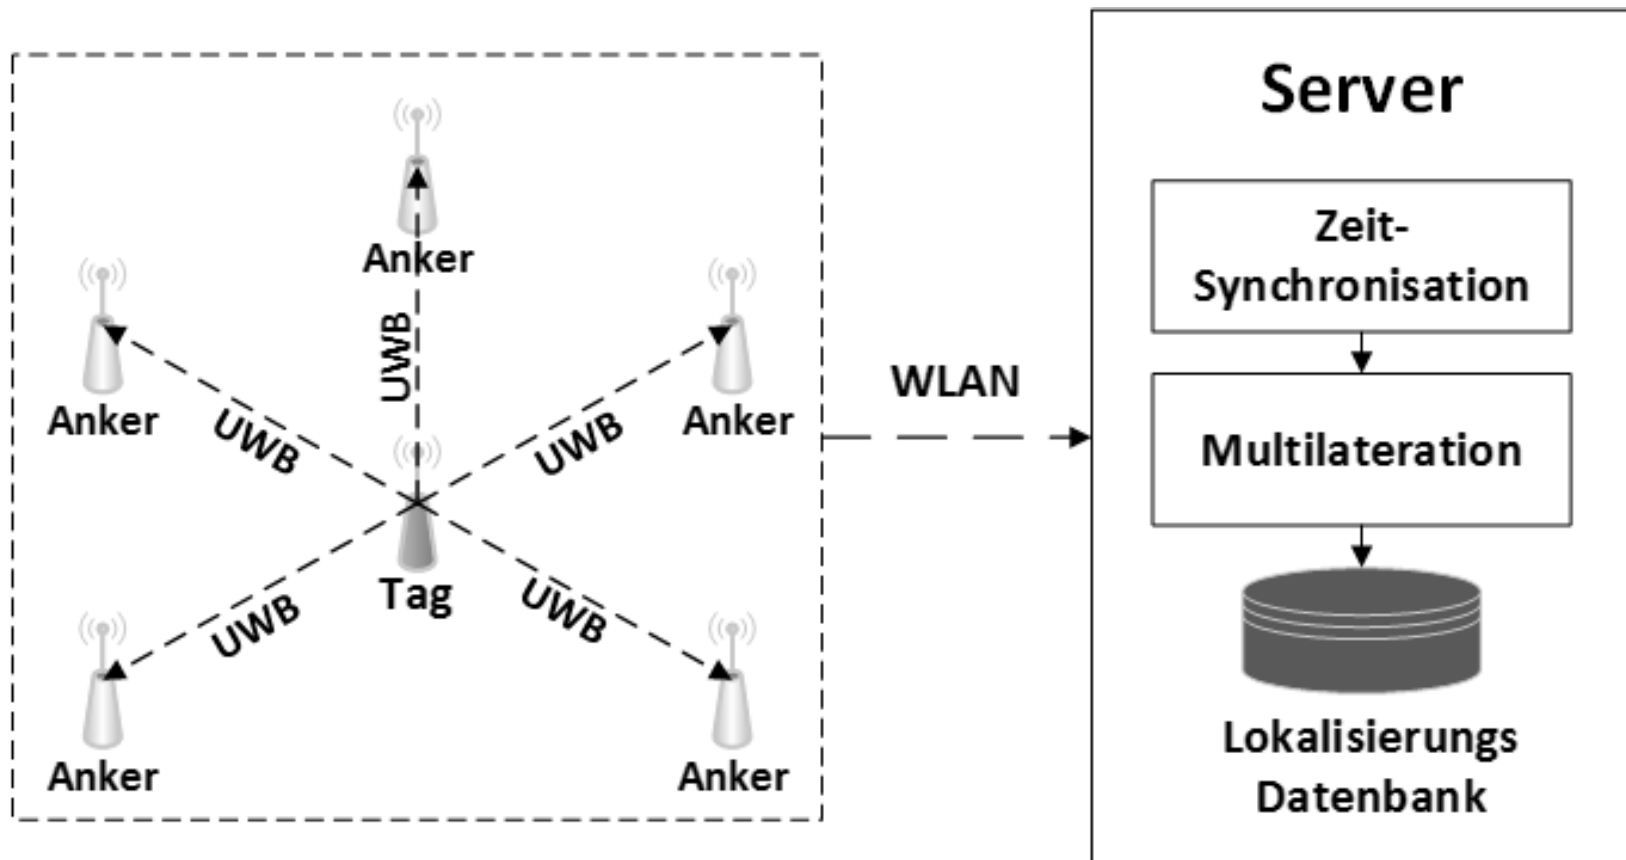 Anker
UWB
Anker
UWB
Anker
UWB
Tag
UWB
Anker
UWB
Anker
WLAN
Server
Zeit-
Synchronisation
Multilateration
Lokalisierungs
Datenbank